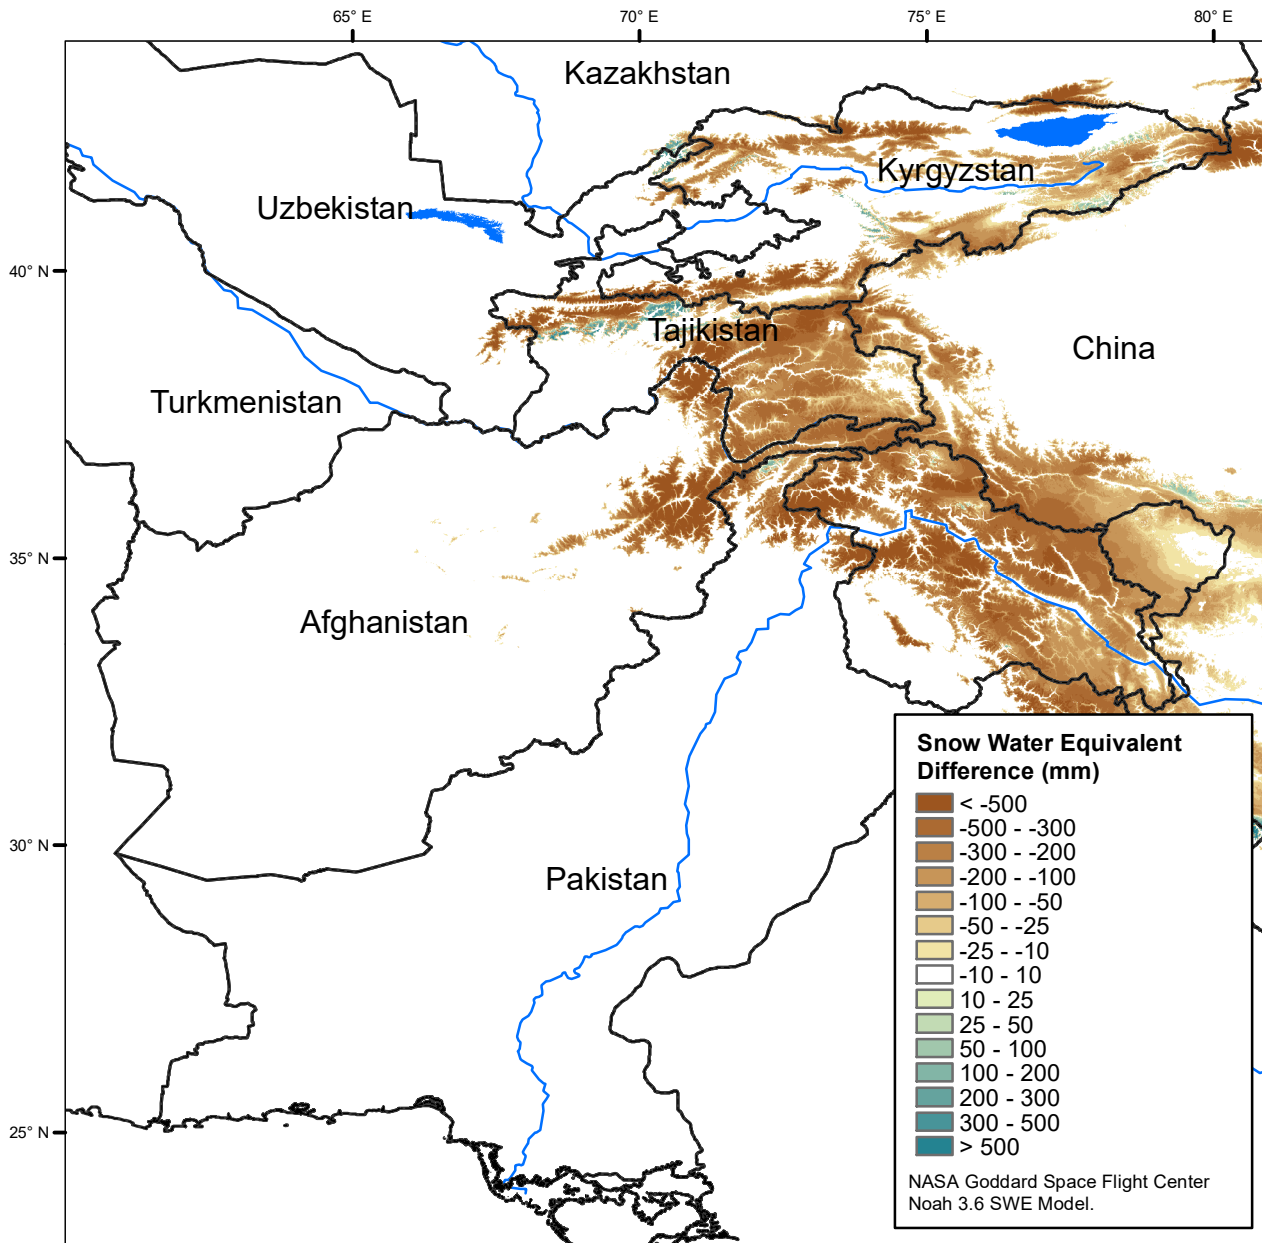 65° E
70° E
75° E
80° E
Kazakhstan
Kyrgyzstan
Uzbekistan
40° N
Tajikistan
China
Turkmenistan
35° N
Afghanistan
30° N
Pakistan
25° N
Snow Water Equivalent
Difference (mm)
< -500
-500 - -300
-300 - -200
-200 - -100
-100 - -50
-50 - -25
-25 - -10
-10 - 10
10 - 25
25 - 50
50 - 100
100 - 200
200 - 300
300 - 500
> 500
NASA Goddard Space Flight Center
Noah 3.6 SWE Model.